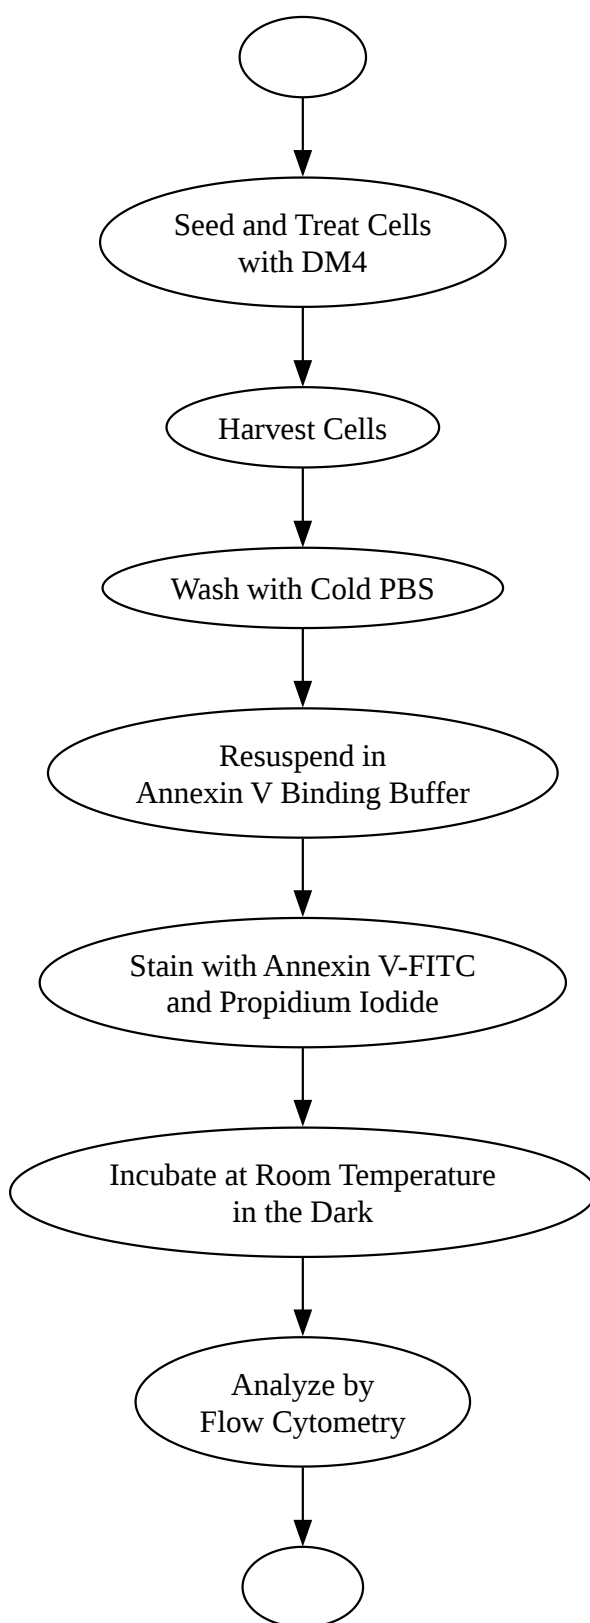 Seed and Treat Cells
with DM4
Harvest Cells
Wash with Cold PBS
Resuspend in
Annexin V Binding Buffer
Stain with Annexin V-FITC
and Propidium Iodide
Incubate at Room Temperature
in the Dark
Analyze by
Flow Cytometry